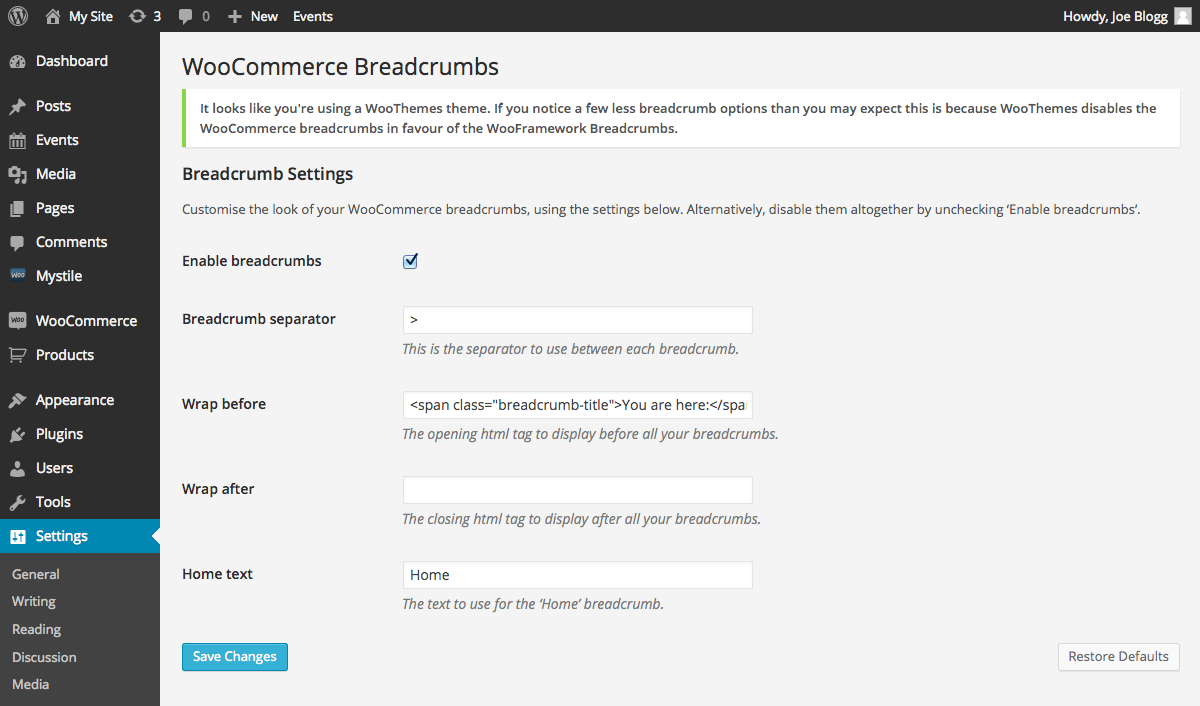 My Site 3 0 New Events Howdy, Joe Blogg
Dashboard
Posts
Events
Media
Pages
Comments
Woo Mystile
Woo WooCommerce
Products
Appearance
Plugins
Users
Tools
Settings
General
Writing
Reading
Discussion
Media
WooCommerce Breadcrumbs
It looks like you're using a WooThemes theme. If you notice a few less breadcrumb options than you may expect this is because WooThemes disables the
WooCommerce breadcrumbs in favour of the WooFramework Breadcrumbs.
Breadcrumb Settings
Customise the look of your WooCommerce breadcrumbs, using the settings below. Alternatively, disable them altogether by unchecking ‘Enable breadcrumbs’.
Enable breadcrumbs
Breadcrumb separator >
This is the separator to use between each breadcrumb.
Wrap before <span class="breadcrumb-title">You are here:</spa
The opening html tag to display before all your breadcrumbs.
Wrap after
The closing html tag to display after all your breadcrumbs.
Home text Home
The text to use for the ‘Home’ breadcrumb.
Save Changes Restore Defaults